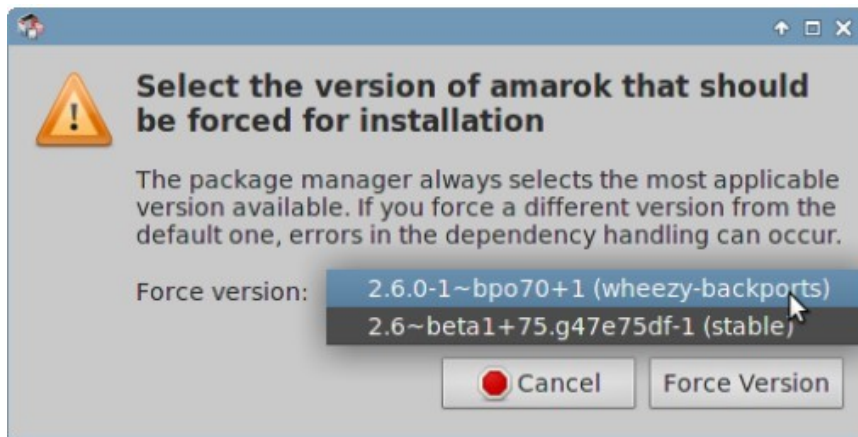 Select the version of amarok that should
be forced for installation
The package manager always selects the most applicable
version available. If you force a different version from the
default one, errors in the dependency handling can occur.
Force version: 2.6.0-1~bpo70+1 (wheezy-backports)
2.6~beta1+75.g47e75df-1 (stable)
Cancel Force Version